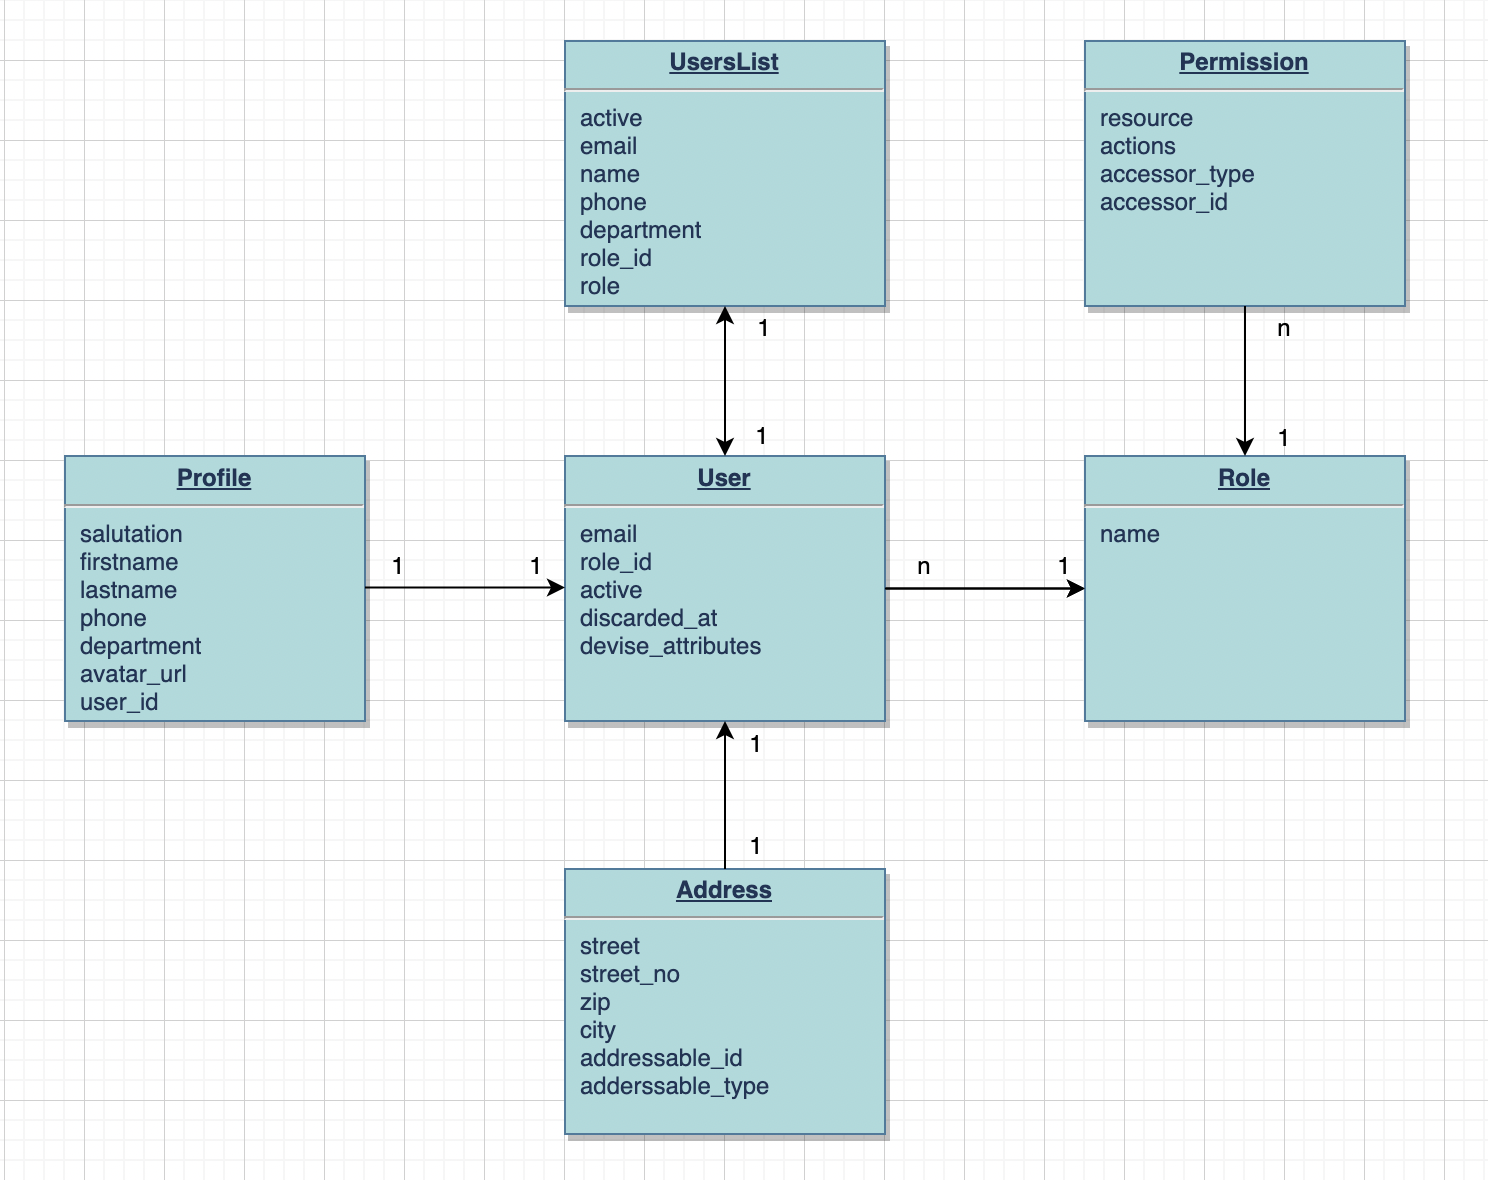 UsersList
active
email
name
phone
department
role_id
role
Permission
resource
actions
accessor_type
accessor_id
1
n
1
1
Profile
salutation
firstname
lastname
phone
department
avatar_url
user_id
1
1
User
email
role_id
active
discarded_at
devise_attributes
n
1
Role
name
1
1
Address
street
street_no
zip
city
addressable_id
adderssable_type